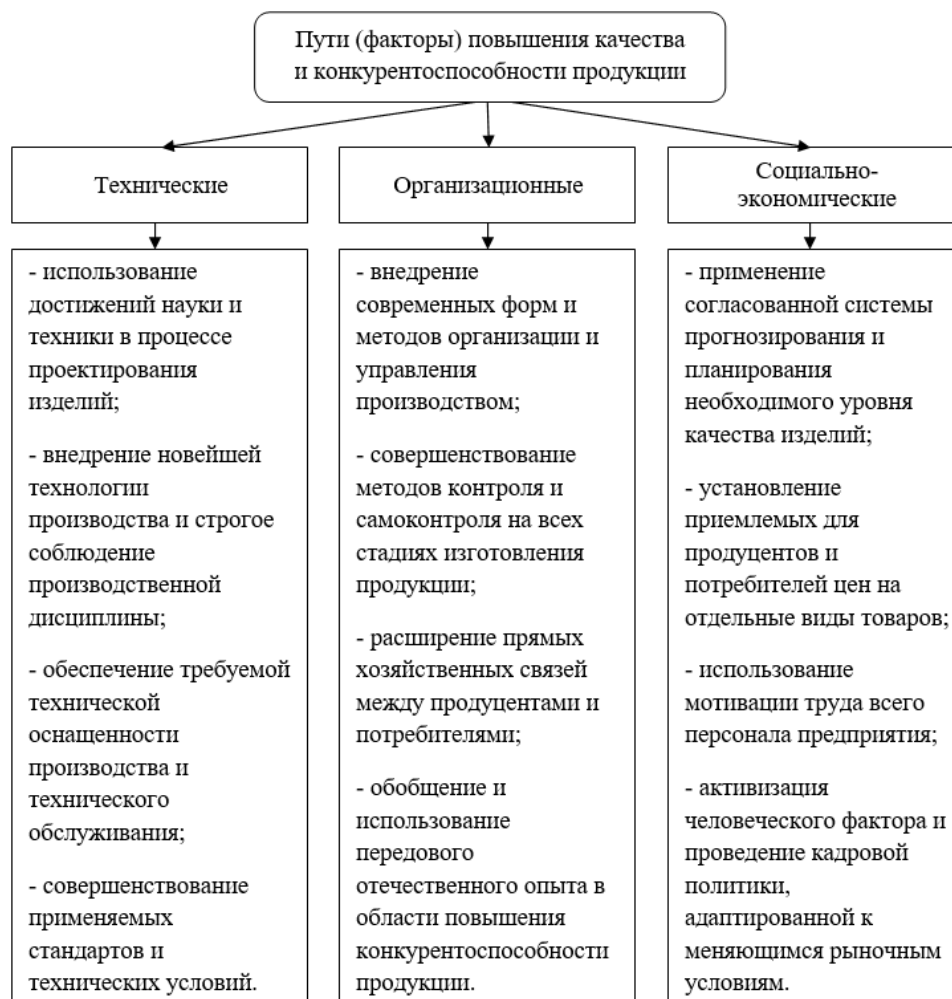 Пути (факторы) повышения качества
и конкурентоспособности продукции
Технические
- использование
достижений науки и
техники в процессе
проектирования
изделий;
- внедрение новейшей
технологии
производства и строгое
соблюдение
производственной
дисциплины;
- обеспечение требуемой
технической
оснащенности
производства и
технического
обслуживания;
- совершенствование
применяемых
стандартов и
технических условий.
Организационные
- внедрение
современных форм и
методов организации и
управления
производством;
- совершенствование
методов контроля и
самоконтроля на всех
стадиях изготовления
продукции;
- расширение прямых
хозяйственных связей
между продуцентами и
потребителями;
- обобщение и
использование
передового
отечественного опыта в
области повышения
конкурентоспособности
продукции.
Социально-
экономические
- применение
согласованной системы
прогнозирования и
планирования
необходимого уровня
качества изделий;
- установление
приемлемых для
продуцентов и
потребителей цен на
отдельные виды товаров;
- использование
мотивации труда всего
персонала предприятия;
- активизация
человеческого фактора и
проведение кадровой
политики,
адаптированной к
меняющимся рыночным
условиям.